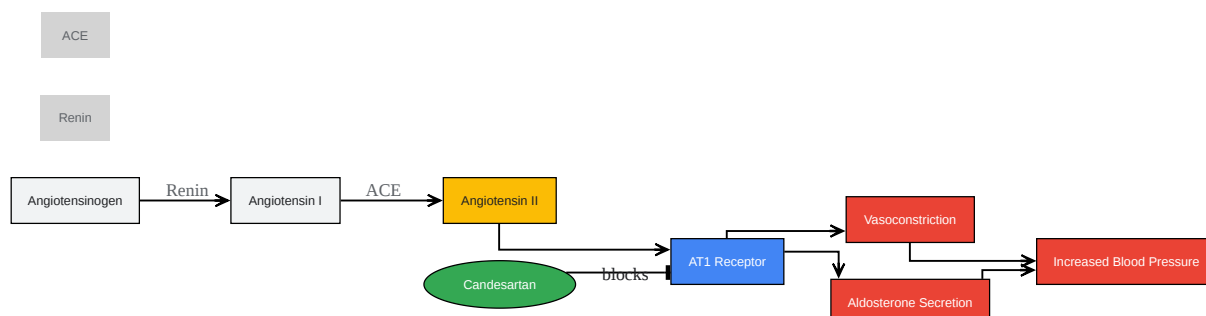 ACE
Renin
Angiotensinogen
Renin
Angiotensin I
ACE
Angiotensin II
Candesartan
blocks
AT1 Receptor
Vasoconstriction
Aldosterone Secretion
Increased Blood Pressure